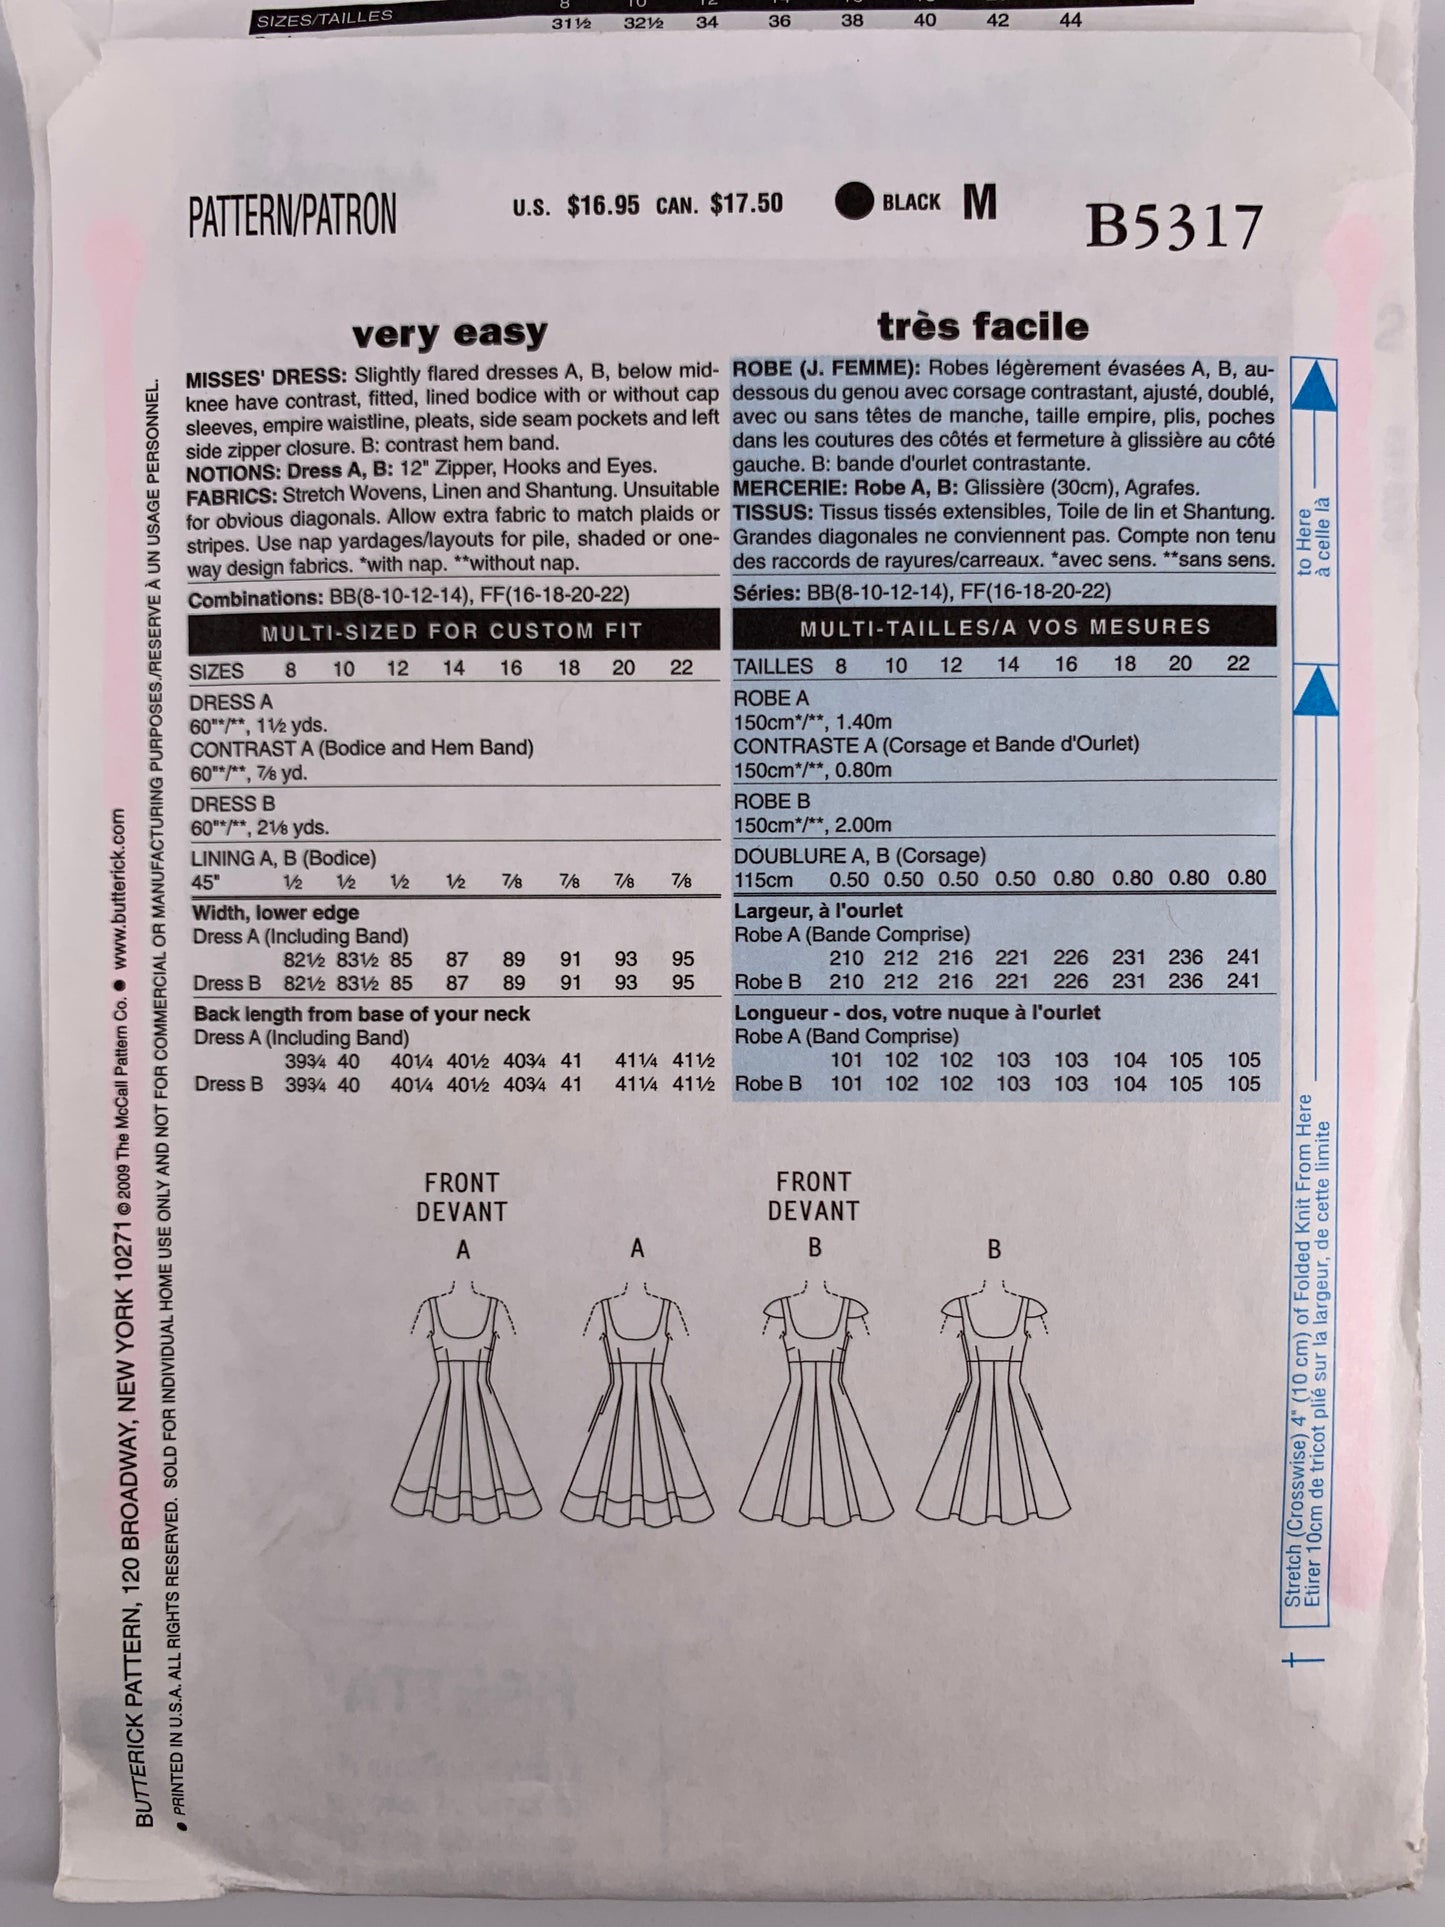 SIZES/TAILLES
31½ 32½ 34 36 38 40 42 44
PATTERN/PATRON
U.S. $16.95 CAN. $17.50
BLACK M
B5317
very easy
MISSES' DRESS: Slightly flared dresses A, B, below mid-
knee have contrast, fitted, lined bodice with or without cap
sleeves, empire waistline, pleats, side seam pockets and left
side zipper closure. B: contrast hem band.
NOTIONS: Dress A, B: 12" Zipper, Hooks and Eyes.
FABRICS: Stretch Wovens, Linen and Shantung. Unsuitable
for obvious diagonals. Allow extra fabric to match plaids or
stripes. Use nap yardages/layouts for pile, shaded or one-
way design fabrics. *with nap. **without nap.
Combinations: BB(8-10-12-14), FF(16-18-20-22)
MULTI-SIZED FOR CUSTOM FIT
SIZES 8 10 12 14 16 18 20 22
DRESS A
60"*/**, 1½ yds.
CONTRAST A (Bodice and Hem Band)
60"*/**, ⅞ yd.
DRESS B
60"*/**, 2⅛ yds.
LINING A, B (Bodice)
45" ½ ½ ½ ½ ⅞ ⅞ ⅞ ⅞
Width, lower edge
Dress A (Including Band)
82½ 83½ 85 87 89 91 93 95
Dress B 82½ 83½ 85 87 89 91 93 95
Back length from base of your neck
Dress A (Including Band)
39¾ 40 40¼ 40½ 40¾ 41 41¼ 41½
Dress B 39¾ 40 40¼ 40½ 40¾ 41 41¼ 41½
très facile
ROBE (J. FEMME): Robes légèrement évasées A, B, au-
dessous du genou avec corsage contrastant, ajusté, doublé,
avec ou sans têtes de manche, taille empire, plis, poches
dans les coutures des côtés et fermeture à glissière au côté
gauche. B: bande d'ourlet contrastante.
MERCERIE: Robe A, B: Glissière (30cm), Agrafes.
TISSUS: Tissus tissés extensibles, Toile de lin et Shantung.
Grandes diagonales ne conviennent pas. Compte non tenu
des raccords de rayures/carreaux. *avec sens. **sans sens.
Séries: BB(8-10-12-14), FF(16-18-20-22)
MULTI-TAILLES/A VOS MESURES
TAILLES 8 10 12 14 16 18 20 22
ROBE A
150cm*/**, 1.40m
CONTRASTE A (Corsage et Bande d'Ourlet)
150cm*/**, 0.80m
ROBE B
150cm*/**, 2.00m
DOUBLURE A, B (Corsage)
115cm 0.50 0.50 0.50 0.50 0.80 0.80 0.80 0.80
Largeur, à l'ourlet
Robe A (Bande Comprise)
210 212 216 221 226 231 236 241
Robe B 210 212 216 221 226 231 236 241
Longueur - dos, votre nuque à l'ourlet
Robe A (Band Comprise)
101 102 102 103 103 104 105 105
Robe B 101 102 102 103 103 104 105 105
FRONT
DEVANT
A
A
FRONT
DEVANT
B
B
BUTTERICK PATTERN, 120 BROADWAY, NEW YORK 10271 © 2009 The McCall Pattern Co. ● www.butterick.com
● PRINTED IN U.S.A. ALL RIGHTS RESERVED. SOLD FOR INDIVIDUAL HOME USE ONLY AND NOT FOR COMMERCIAL OR MANUFACTURING PURPOSES./RESERVE À UN USAGE PERSONNEL.
Stretch (Crosswise) 4" (10 cm) of Folded Knit From Here
Etirer 10cm de tricot plié sur la largeur, de cette limite
to Here
à celle là